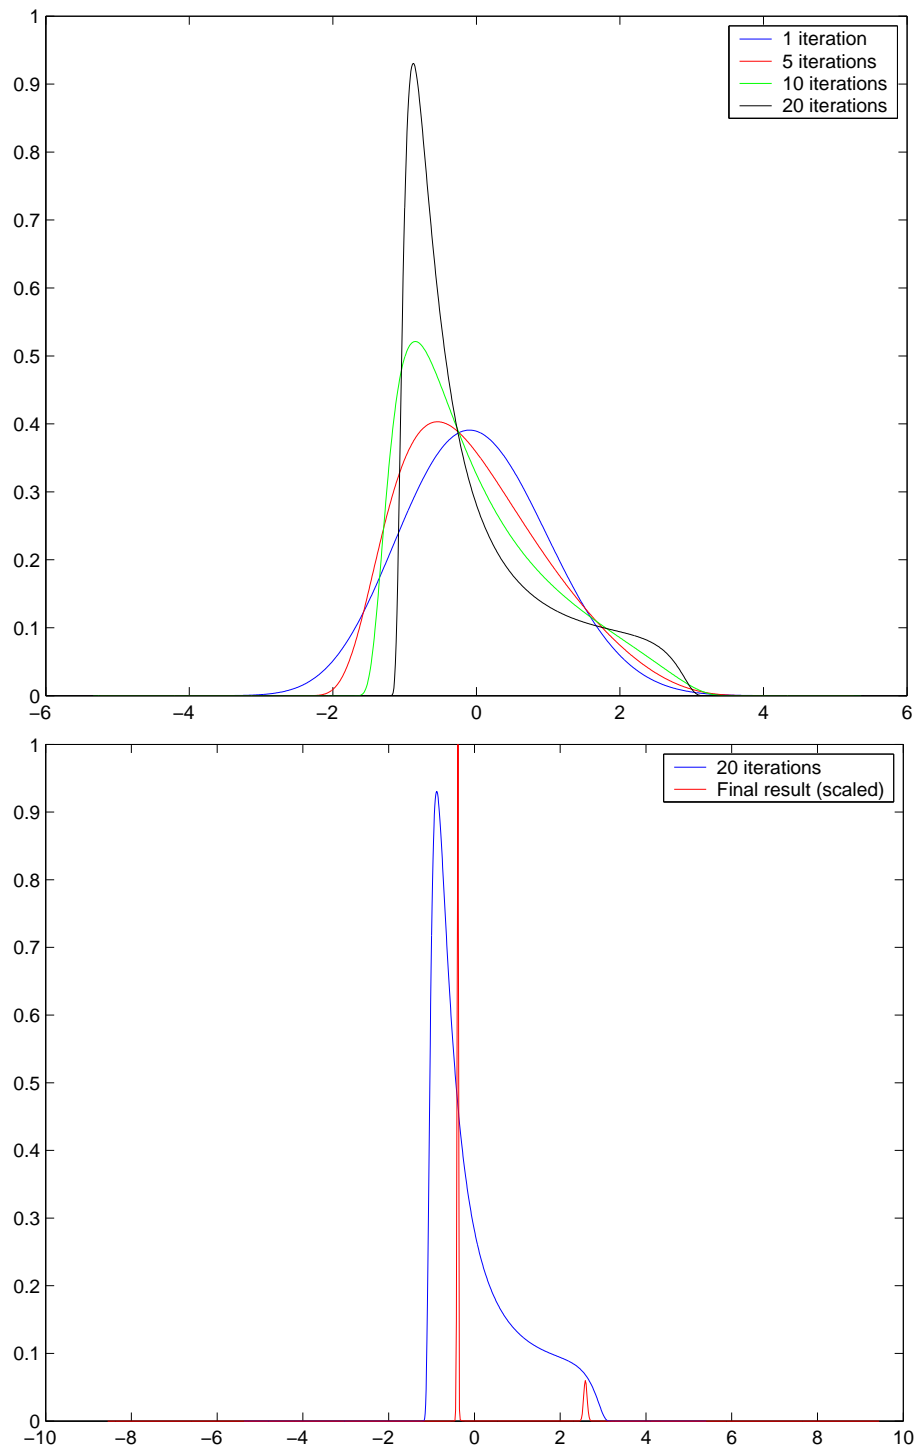 1
0.9
0.8
0.7
0.6
0.5
0.4
0.3
0.2
0.1
0
−6 −4 −2 0 2 4 6
1 iteration
5 iterations
10 iterations
20 iterations
1
0.9
0.8
0.7
0.6
0.5
0.4
0.3
0.2
0.1
0
−10 −8 −6 −4 −2 0 2 4 6 8 10
20 iterations
Final result (scaled)